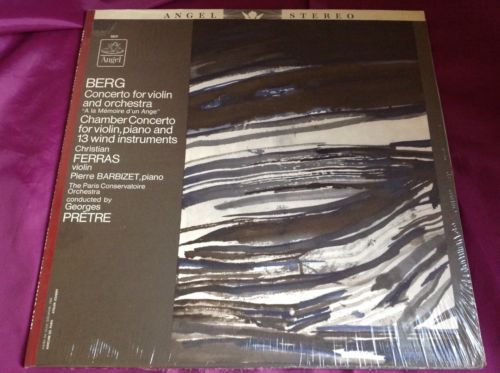 ANGEL STEREO
Angel
BERG
Concerto for violin
and orchestra
"A la Mémoire d'un Ange"
Chamber Concerto
for violin, piano and
13 wind instruments
Christian
FERRAS
violin
Pierre BARBIZET, piano
The Paris Conservatoire
Orchestra
conducted by
Georges
PRÊTRE